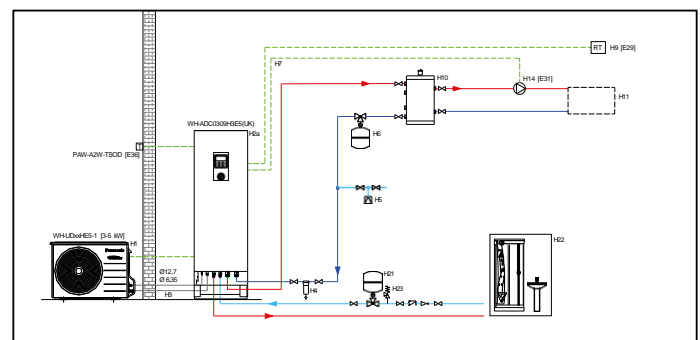 RT
H9 [E29]
H7
H10
H14 [E31]
H11
WH-ADC0309H3E5(UK)
H2a
H6
T
PAW-A2W-TSOD [E36]
H5
WH-UDxxHE5-1 [3-5 kW]
H1
Panasonic
H22
Ø12,7
Ø 6,35
H3
H4
H21
H23